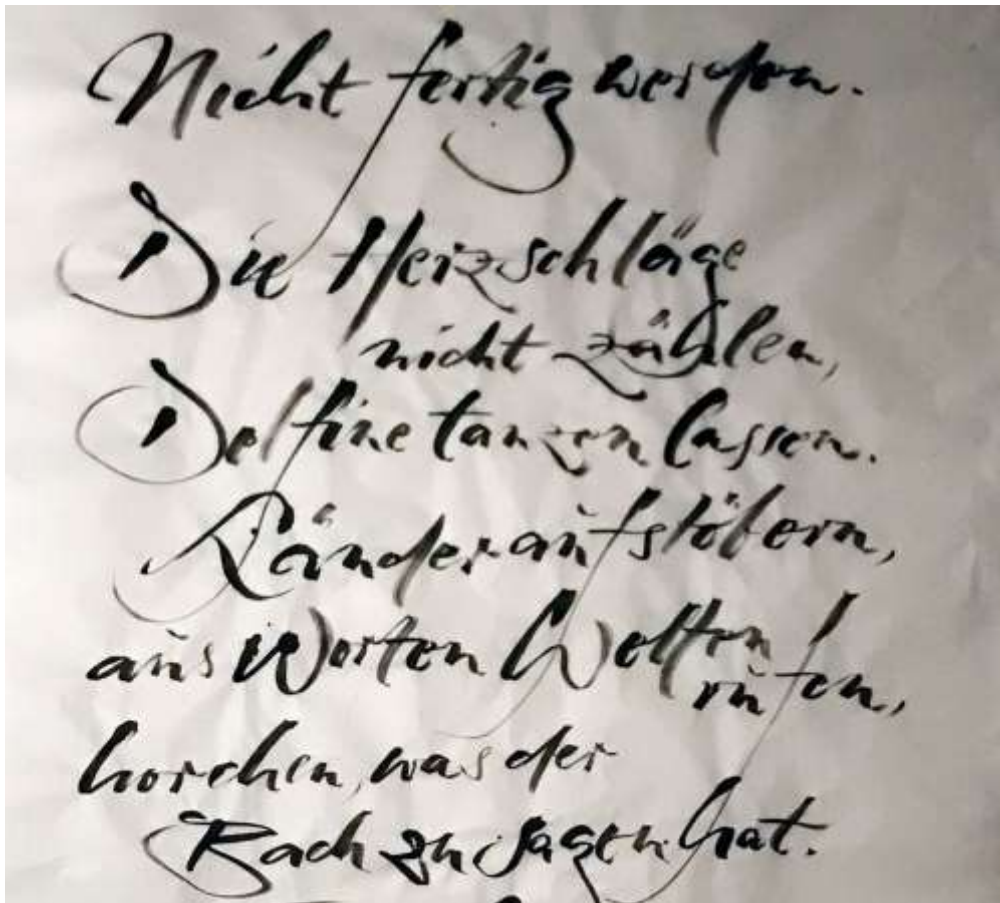 Nicht fertig werden.
Die Herzschläge
nicht zählen,
Delfine tanzen lassen.
Länder aufstöbern,
aus Worten Welten
rufen,
horchen, was der
Bach zu sagen hat.